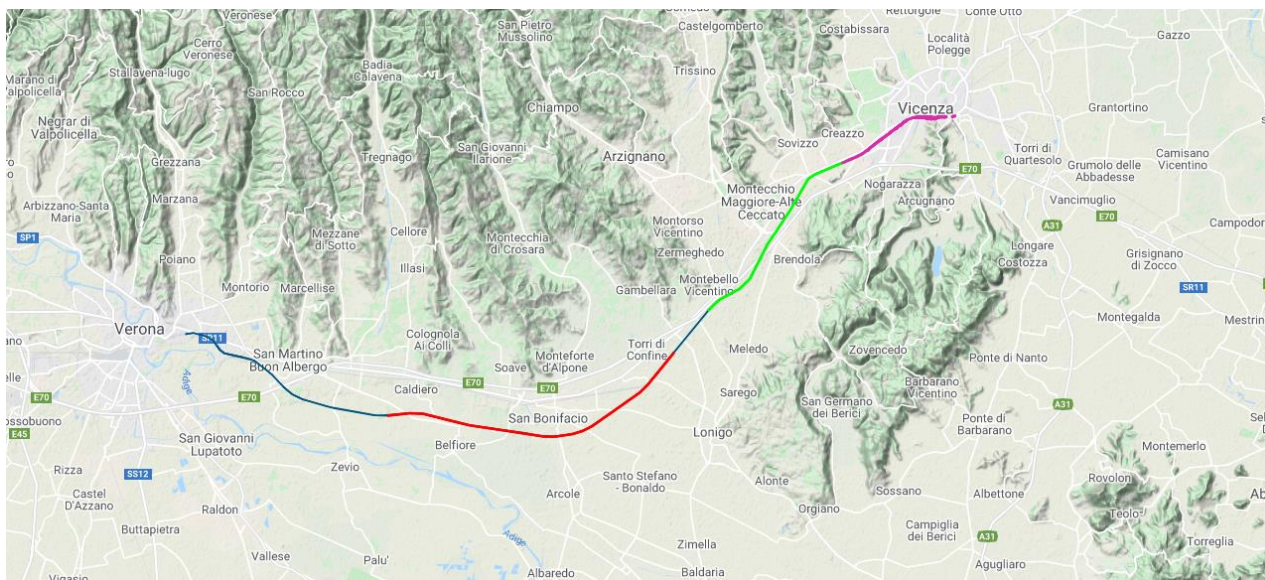 Veronese
San Pietro
Mussolino
Castelgomberto
Costabissara
Rettorgole
Conte Otto
Località
Polegge
Gazzo
Cerro
Veronese
Stallavena-lugo
Badia
Calavena
Marano di
Valpolicella
San Rocco
Trissino
Chiampo
Vicenza
Grantortino
Negrar di
Valpolicella
Grezzana
Tregnago
San Giovanni
Ilarione
Arzignano
Creazzo
Sovizzo
Torri di
Quartesolo
Camisano
Vicentino
E70
Grumolo delle
Abbadesse
Marzana
Arbizzano-Santa
Maria
Montecchio
Maggiore-Alte
Ceccato
Nogarazza
Arcugnano
Vancimuglio
E70
A31
Campodor
SP1
Mezzane
di Sotto
Cellore
Montecchia
di Crosara
Montorso
Vicentino
Zermeghedo
Brendola
Longare
Costozza
Grisignano
di Zocco
Poiano
Illasi
Montorio
Marcellise
Gambellara
Montebello
Vicentino
SR11
Verona
SP11
Colognola
Ai Colli
Montegalda
Mestrin
San Martino
Buon Albergo
Soave
Monteforte
d'Alpone
Torri di
Confine
Meledo
Zovencedo
Ponte di Nanto
E70
E70
Adige
E70
Caldiero
Sarego
Barbarano
Vicentino
San Germano
dei Berici
A31
ossobuono
E45
San Bonifacio
Lonigo
Ponte di
Barbarano
San Giovanni
Lupatoto
Belfiore
Montemerlo
Rizza
SS12
Zevio
Santo Stefano
- Bonaldo
Alonte
Sossano
Albettone
Rovolon
Castel
D'Azzano
Raldon
Arcole
Orgiano
Teolo
Buttapietra
Adige
Campiglia
dei Berici
A31
Torreglia
Vallese
Palu'
Zimella
Albaredo
Baldaria
Agugliaro
Vigasio